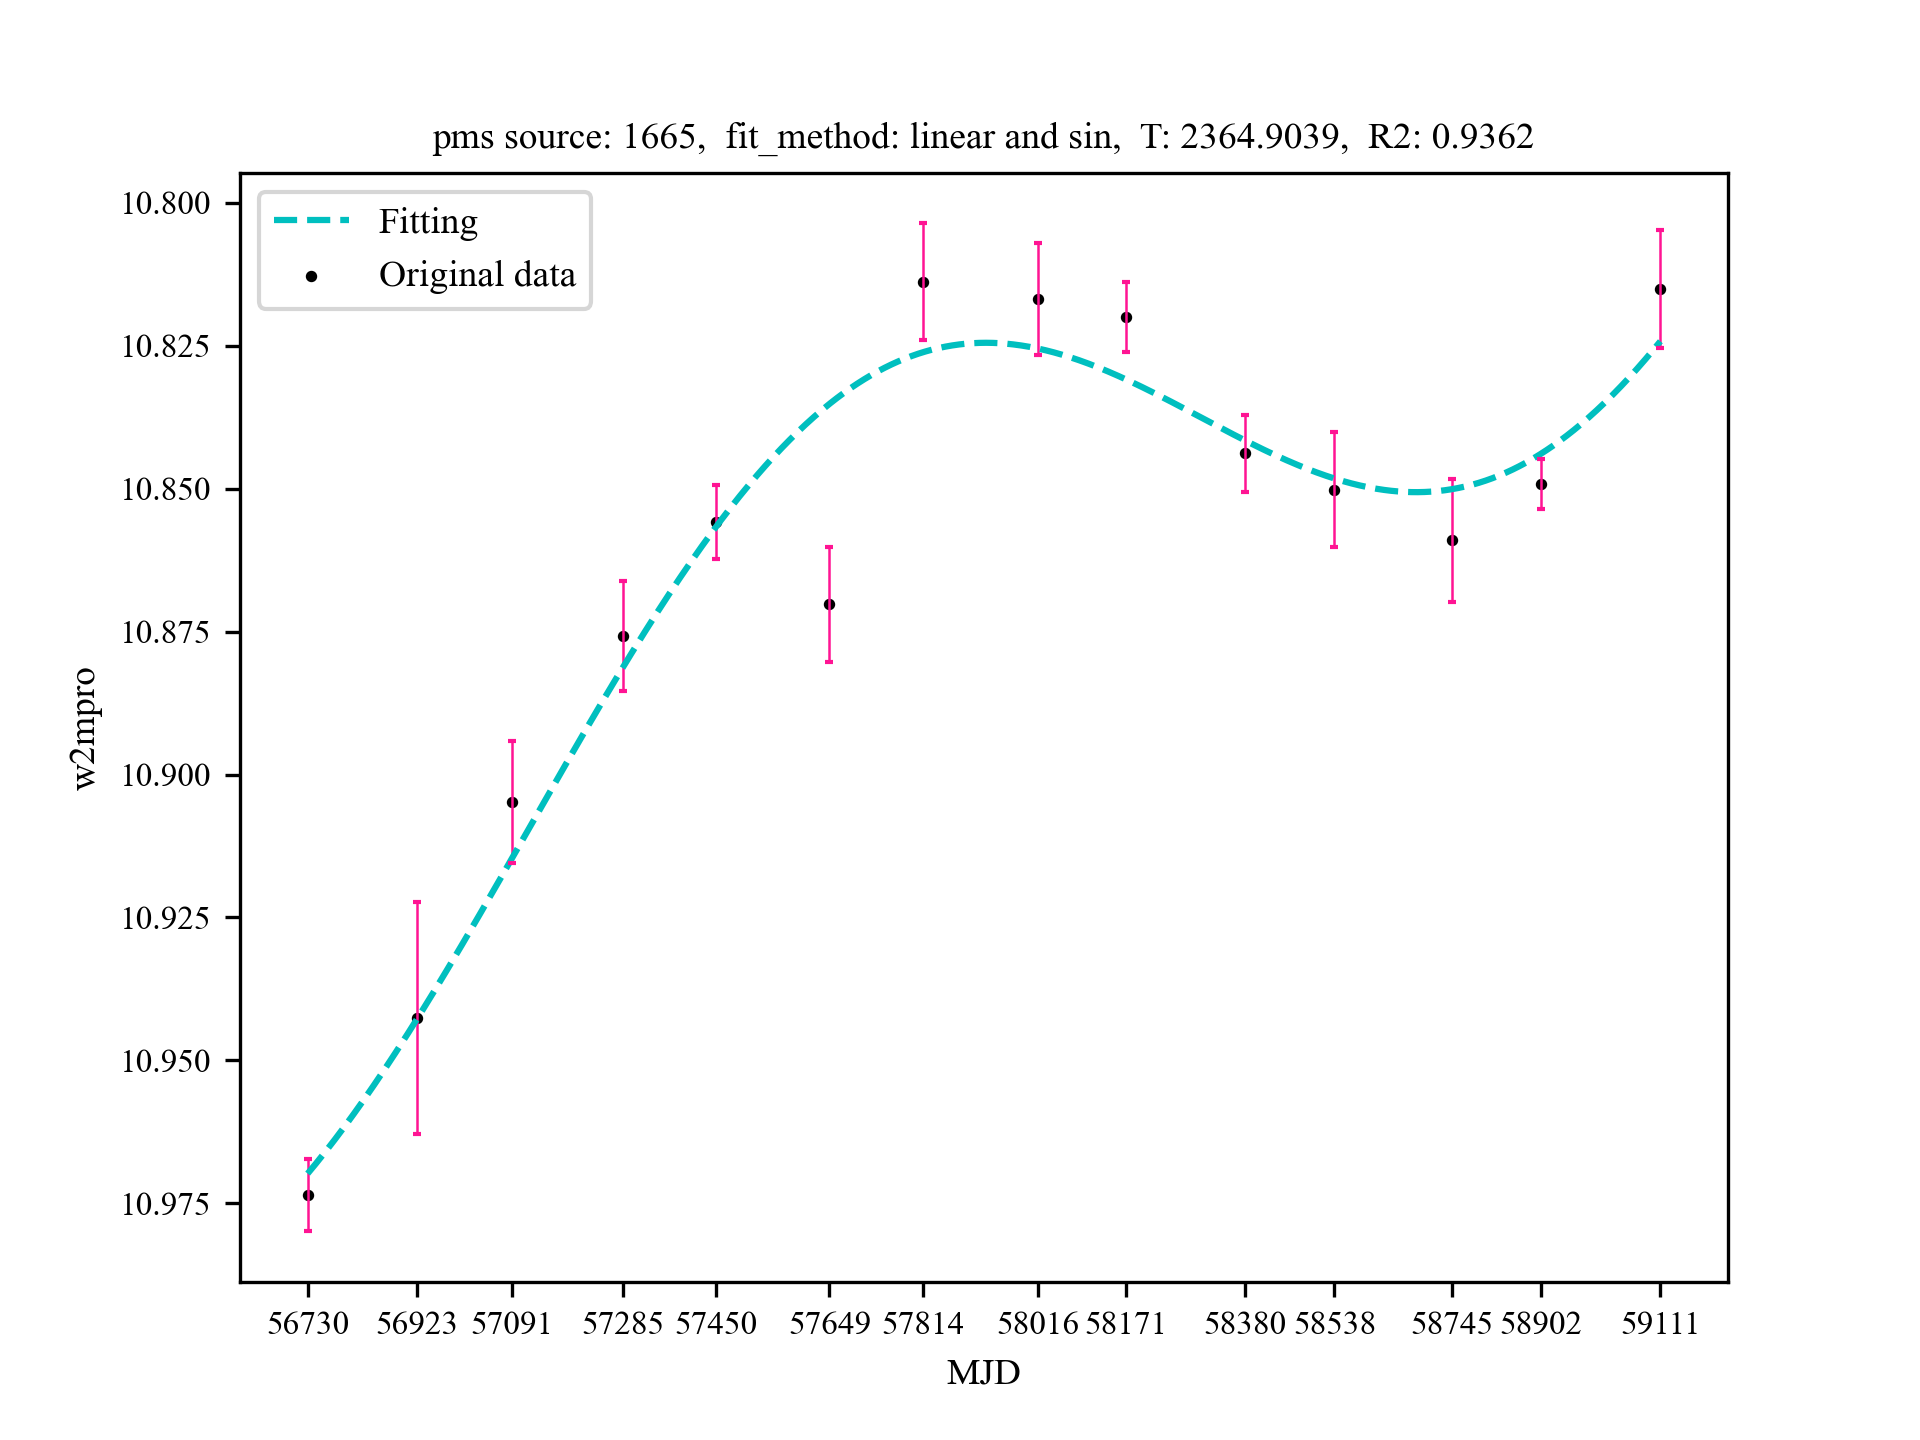 pms source: 1665,  fit_method: linear and sin,  T: 2364.9039,  R2: 0.9362
Fitting
Original data
10.800
10.825
10.850
10.875
10.900
10.925
10.950
10.975
w2mpro
56730 56923 57091 57285 57450 57649 57814 58016 58171 58380 58538 58745 58902 59111
MJD